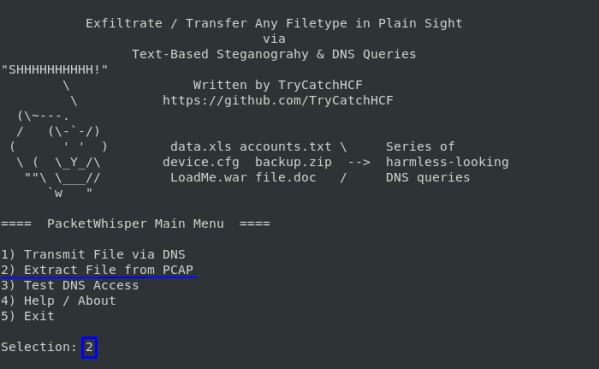 Exfiltrate / Transfer Any Filetype in Plain Sight
via
Text-Based Steganograhy & DNS Queries
"SHHHHHHHHHH!"
\ Written by TryCatchHCF
\ https://github.com/TryCatchHCF
(\~---.
/ (\-`-/)
( ' ' ) data.xls accounts.txt \ Series of
\ ( \_Y_/\ device.cfg backup.zip --> harmless-looking
""\ \___// LoadMe.war file.doc / DNS queries
`w "
==== PacketWhisper Main Menu ====
1) Transmit File via DNS
2) Extract File from PCAP
3) Test DNS Access
4) Help / About
5) Exit
Selection: 2